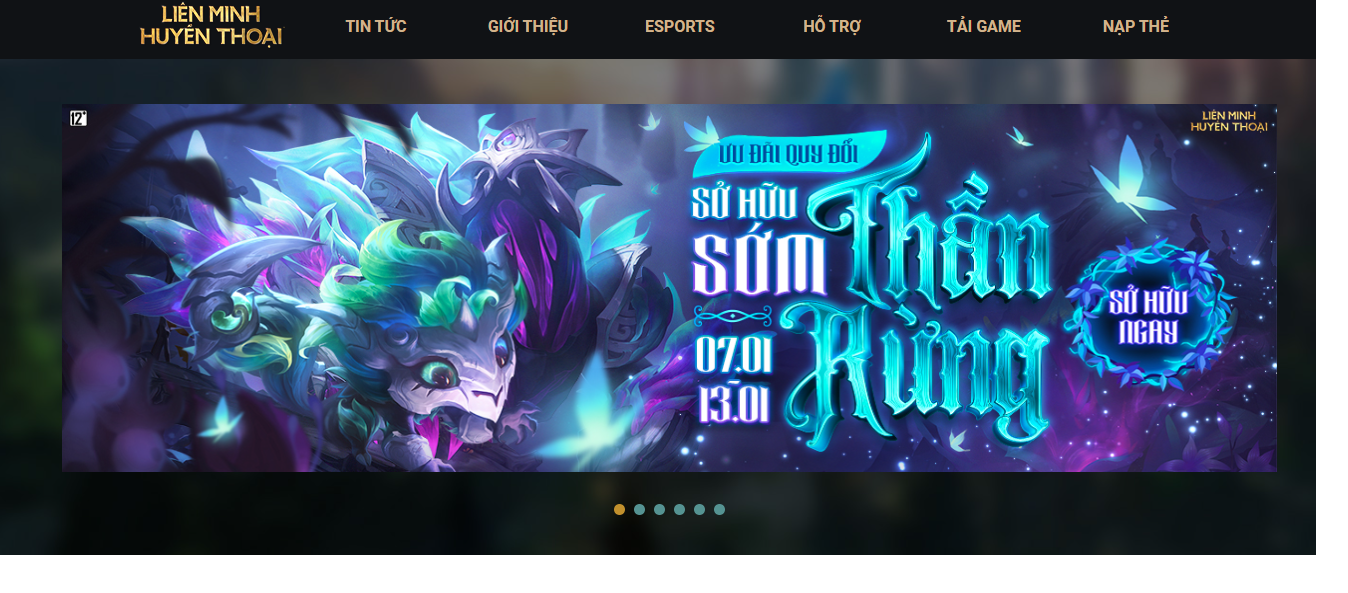 LIÊN MINH
HUYỀN THOẠI
TIN TỨC
GIỚI THIỆU
ESPORTS
HỖ TRỢ
TẢI GAME
NẠP THẺ
12+
LIÊN MINH
HUYỀN THOẠI
ƯU ĐÃI QUY ĐỔI
SỞ HỮU
SỚM
Thần
Rừng
07.01
–
13.01
SỞ HỮU
NGAY